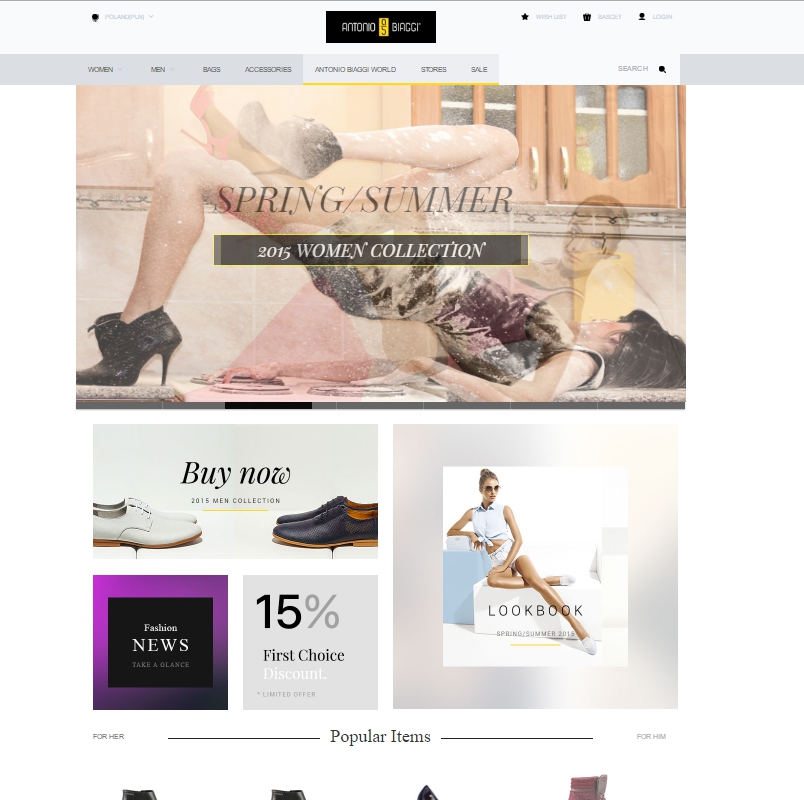 POLAND(PLN)
ANTONIO BIAGGI
WISH LIST
BASCET
LOGIN
WOMEN
MEN
BAGS
ACCESSORIES
ANTONIO BIAGGI WORLD
STORES
SALE
SEARCH
SPRING/SUMMER
2015 WOMEN COLLECTION
Buy now
2015 MEN COLLECTION
LOOKBOOK
SPRING/SUMMER 2015
Fashion
NEWS
TAKE A GLANCE
15%
First Choice
Discount.
* LIMITED OFFER
FOR HER
Popular Items
FOR HIM